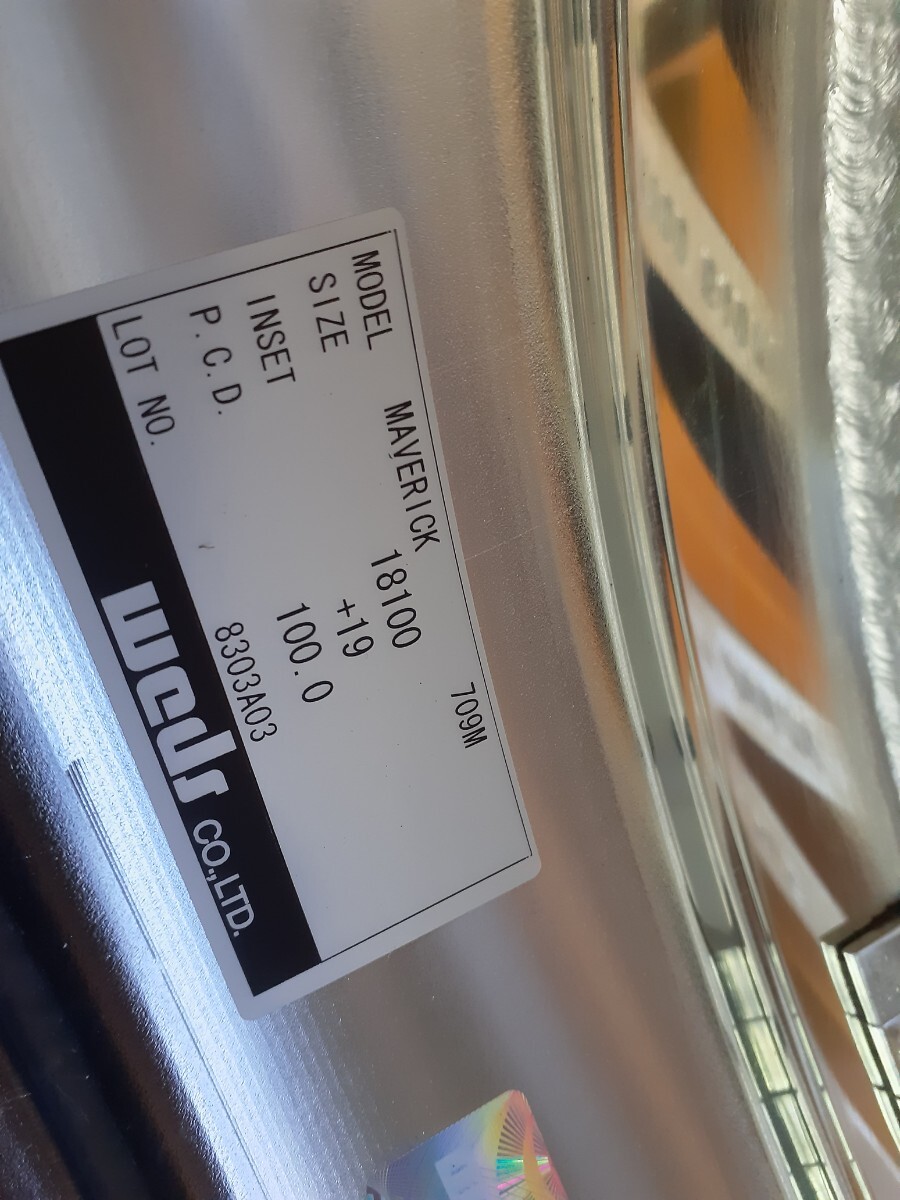 MODEL MAVERICK 709M
SIZE 18100
INSET +19
P.C.D. 100.0
LOT NO. 8303A03
weds CO.,LTD.